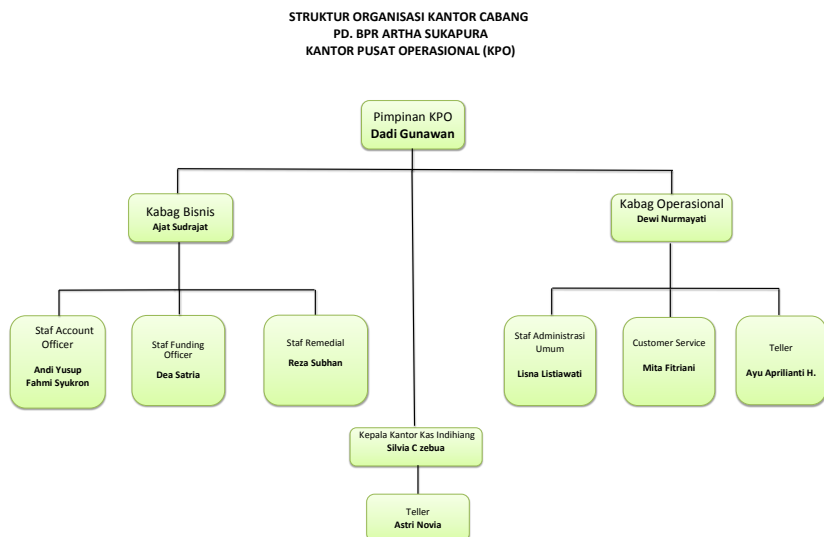 STRUKTUR ORGANISASI KANTOR CABANG
PD. BPR ARTHA SUKAPURA
KANTOR PUSAT OPERASIONAL (KPO)
Pimpinan KPO
Dadi Gunawan
Kabag Bisnis
Ajat Sudrajat
Kabag Operasional
Dewi Nurmayati
Staf Account
Officer
Andi Yusup
Fahmi Syukron
Staf Funding
Officer
Dea Satria
Staf Remedial
Reza Subhan
Staf Administrasi
Umum
Lisna Listiawati
Customer Service
Mita Fitriani
Teller
Ayu Aprilianti H.
Kepala Kantor Kas Indihiang
Silvia C zebua
Teller
Astri Novia